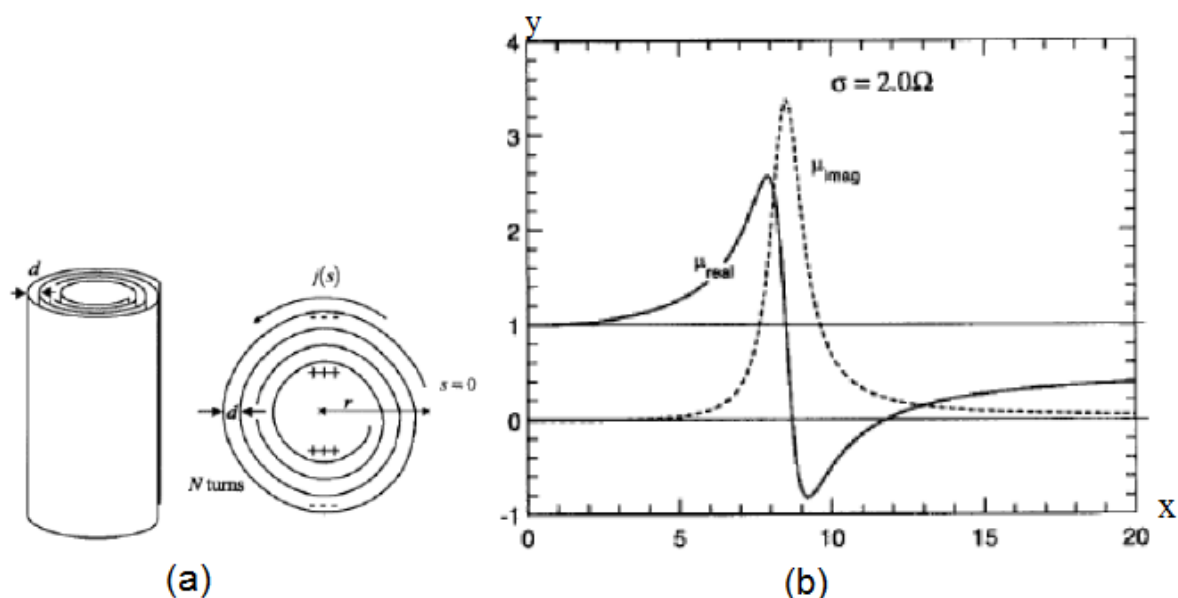 d
j(s)
s = 0
r
d
N turns
+++
+++
---
---
(a)
y
4
3
2
1
0
-1
σ = 2.0Ω
μimag
μreal
0
5
10
15
20
x
(b)